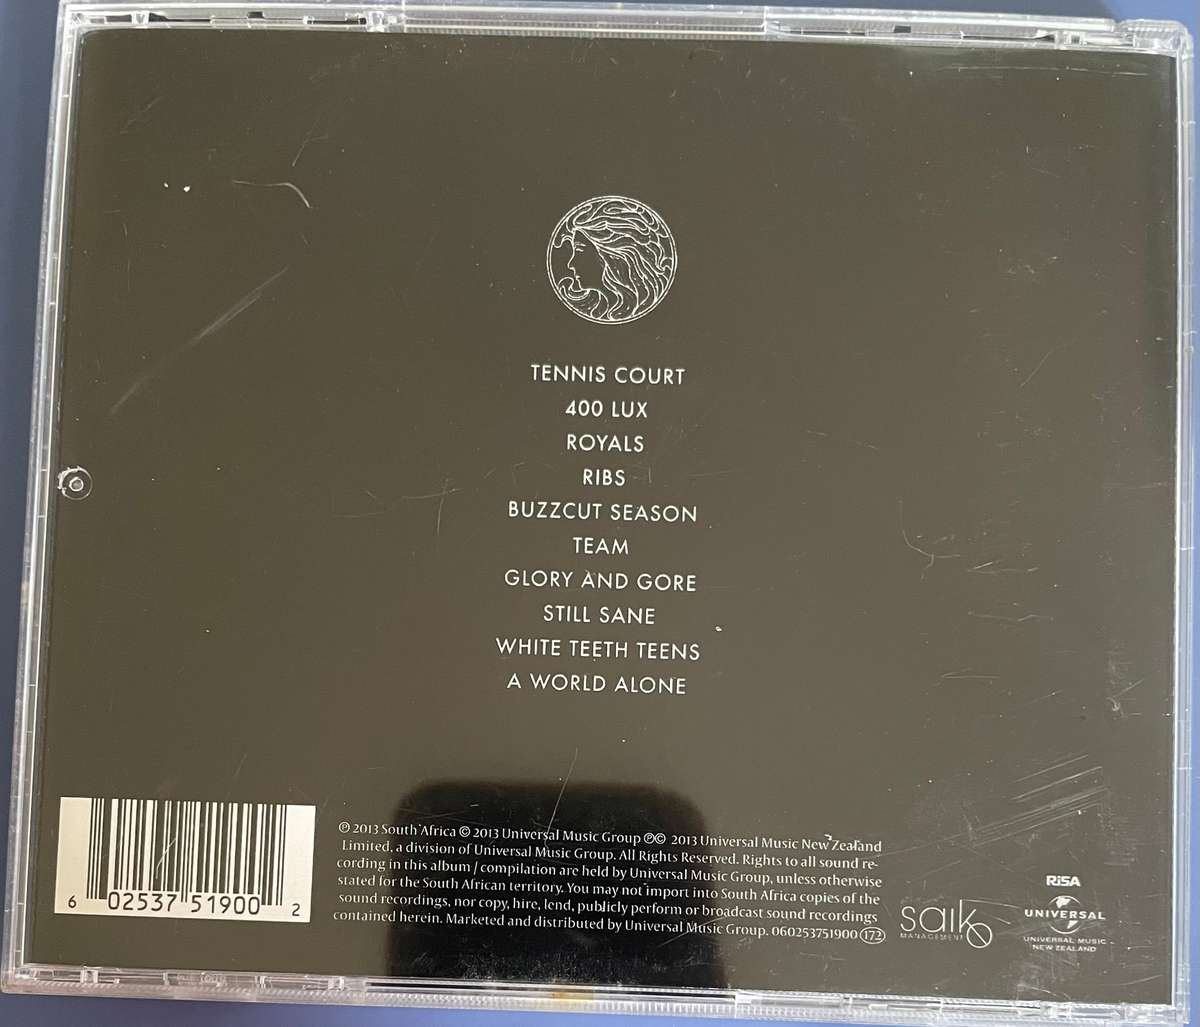 TENNIS COURT
400 LUX
ROYALS
RIBS
BUZZCUT SEASON
TEAM
GLORY AND GORE
STILL SANE
WHITE TEETH TEENS
A WORLD ALONE
6 02537 51900 2
℗ 2013 South Africa © 2013 Universal Music Group ℗© 2013 Universal Music New Zealand
Limited, a division of Universal Music Group. All Rights Reserved. Rights to all sound re-
cording in this album / compilation are held by Universal Music Group, unless otherwise
stated for the South African territory. You may not import into South Africa copies of the
sound recordings, nor copy, hire, lend, publicly perform or broadcast sound recordings
contained herein. Marketed and distributed by Universal Music Group. 060253751900 172
saiko
MANAGEMENT
RiSA
UNIVERSAL
UNIVERSAL MUSIC
NEW ZEALAND